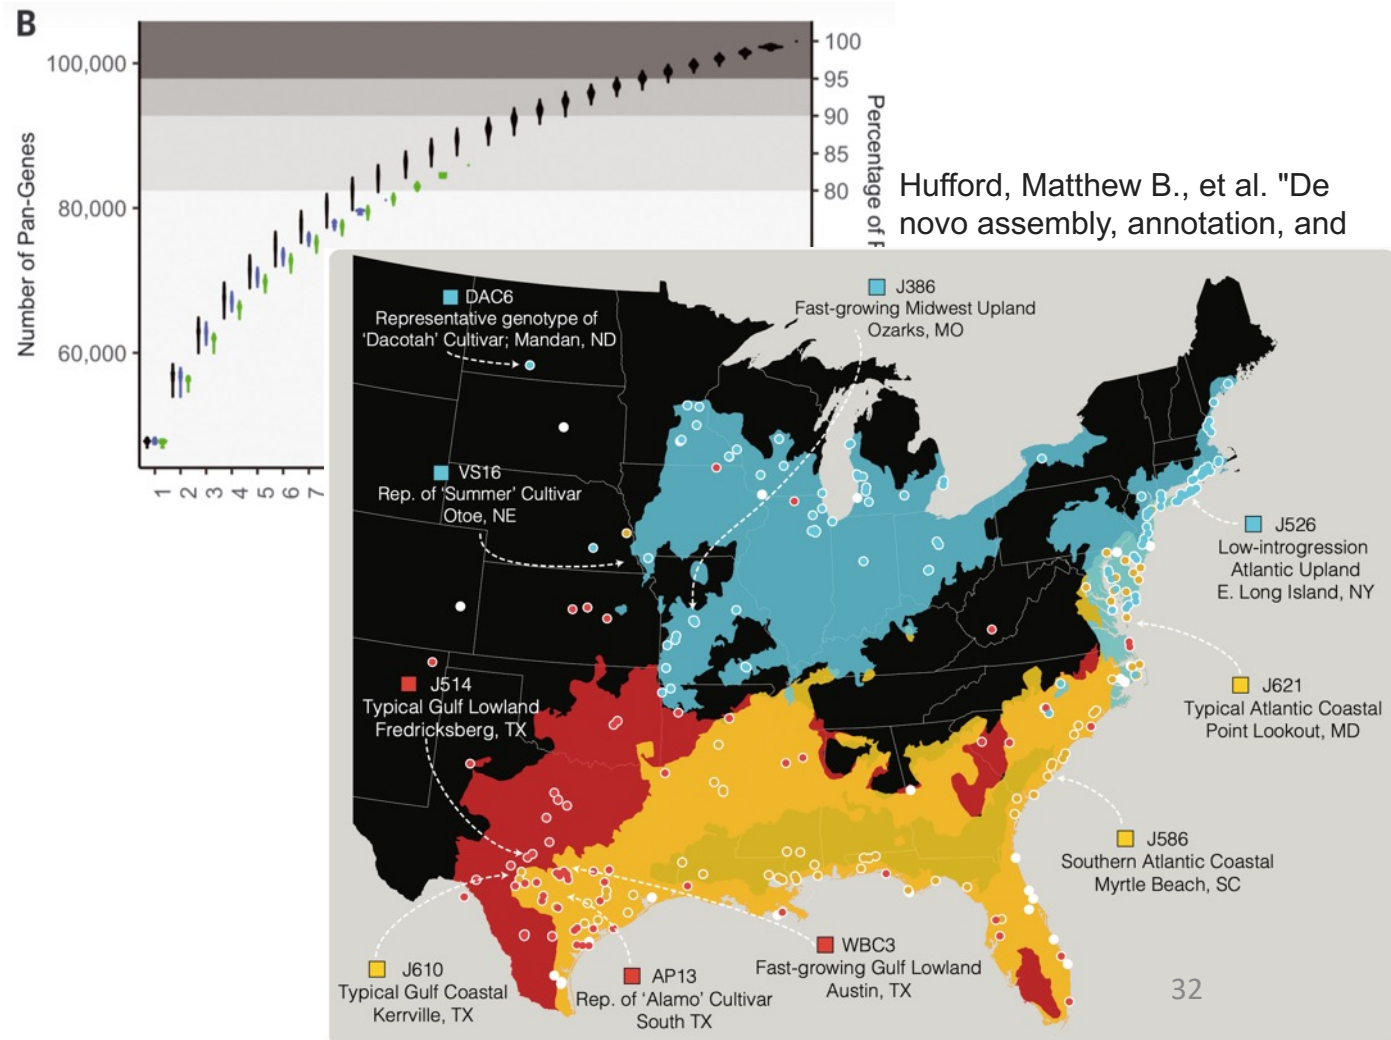 B
100,000
80,000
60,000
Number of Pan-Genes
1
2
3
4
5
6
7
100
95
90
85
80
Percentage of
Hufford, Matthew B., et al. "De
novo assembly, annotation, and
DAC6
Representative genotype of
‘Dacotah’ Cultivar; Mandan, ND
J386
Fast-growing Midwest Upland
Ozarks, MO
VS16
Rep. of ‘Summer’ Cultivar
Otoe, NE
J526
Low-introgression
Atlantic Upland
E. Long Island, NY
J514
Typical Gulf Lowland
Fredricksberg, TX
J621
Typical Atlantic Coastal
Point Lookout, MD
J586
Southern Atlantic Coastal
Myrtle Beach, SC
J610
Typical Gulf Coastal
Kerrville, TX
AP13
Rep. of ‘Alamo’ Cultivar
South TX
WBC3
Fast-growing Gulf Lowland
Austin, TX
32